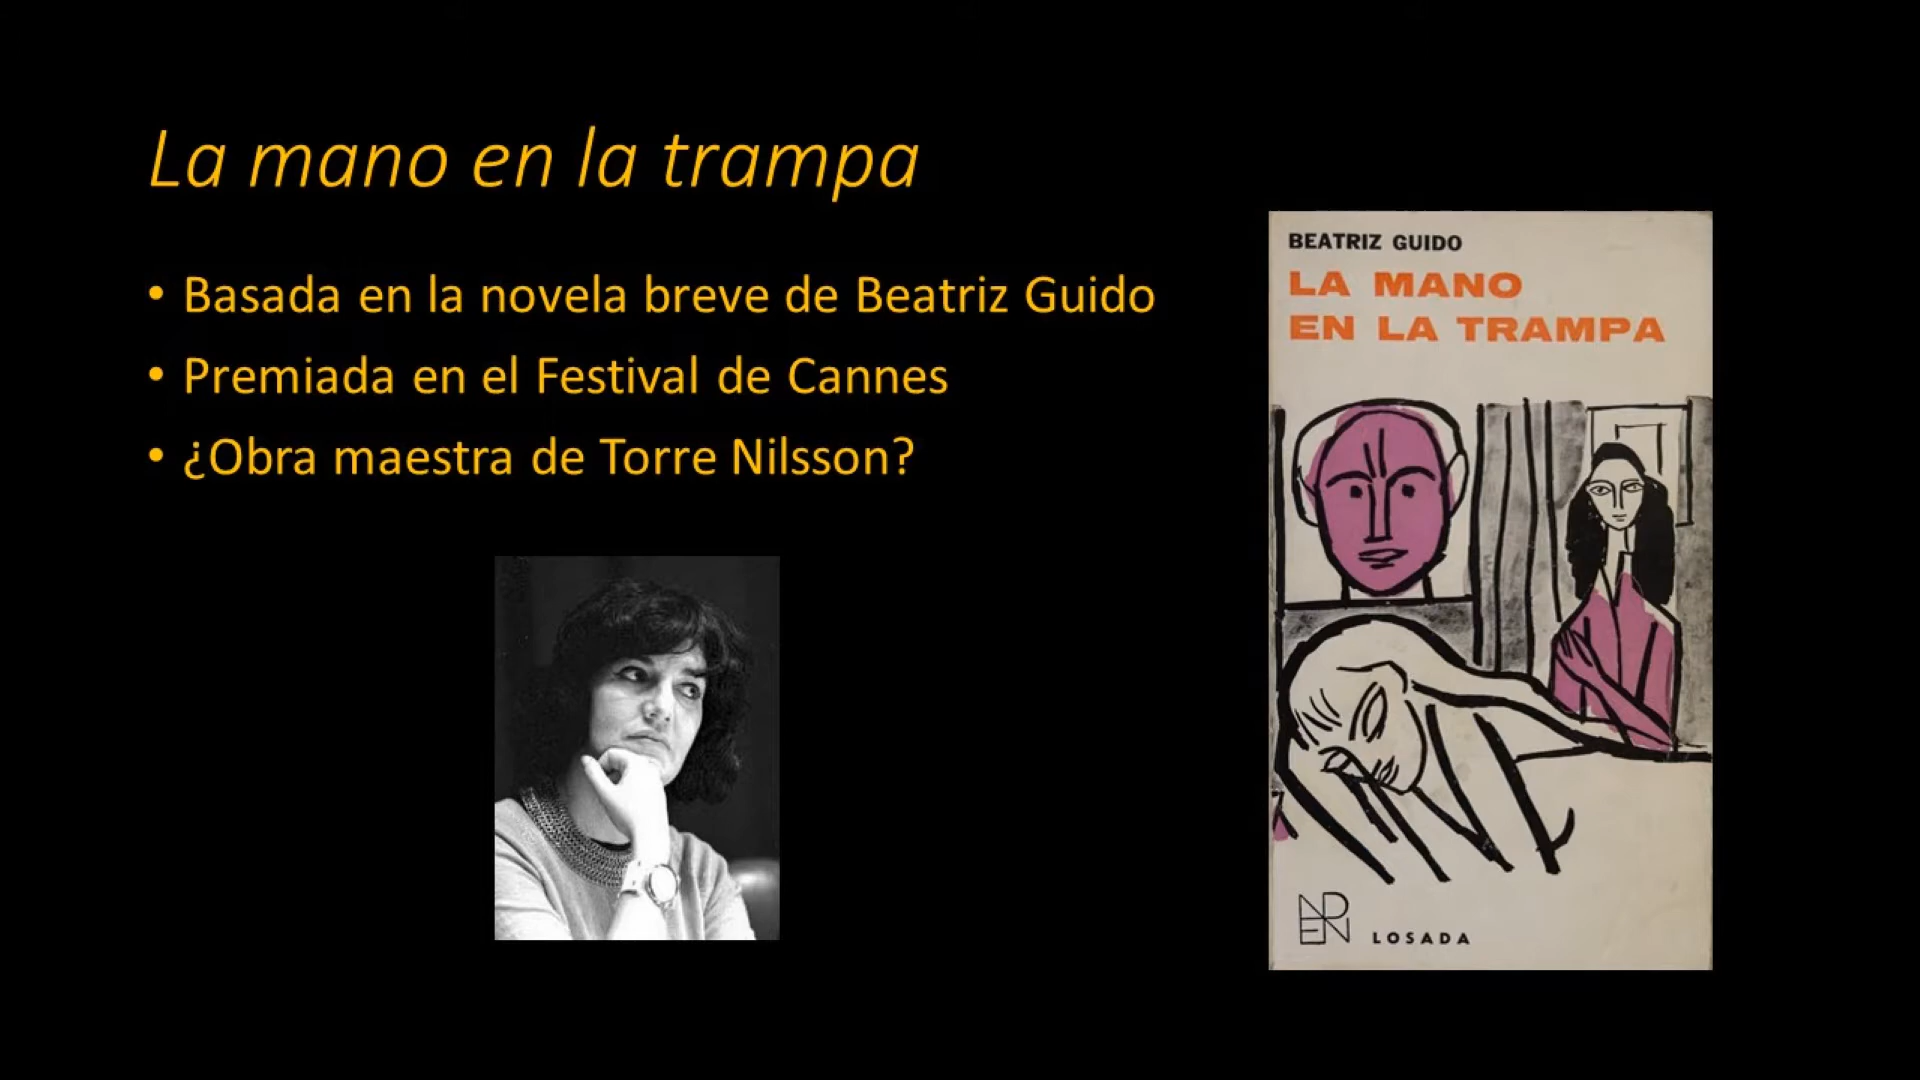 La mano en la trampa
• Basada en la novela breve de Beatriz Guido
• Premiada en el Festival de Cannes
• ¿Obra maestra de Torre Nilsson?
BEATRIZ GUIDO
LA MANO
EN LA TRAMPA
LOSADA